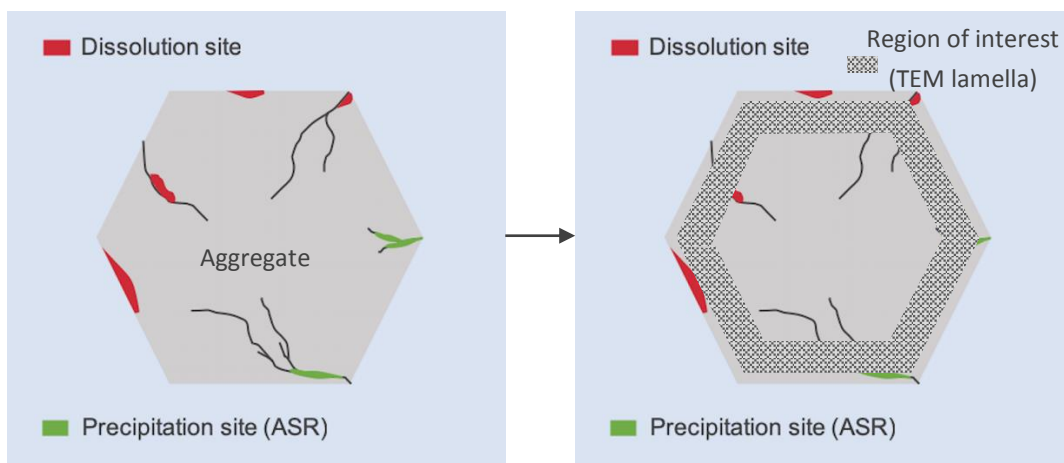 Dissolution site
Aggregate
Precipitation site (ASR)
Dissolution site
Region of interest
(TEM lamella)
Precipitation site (ASR)